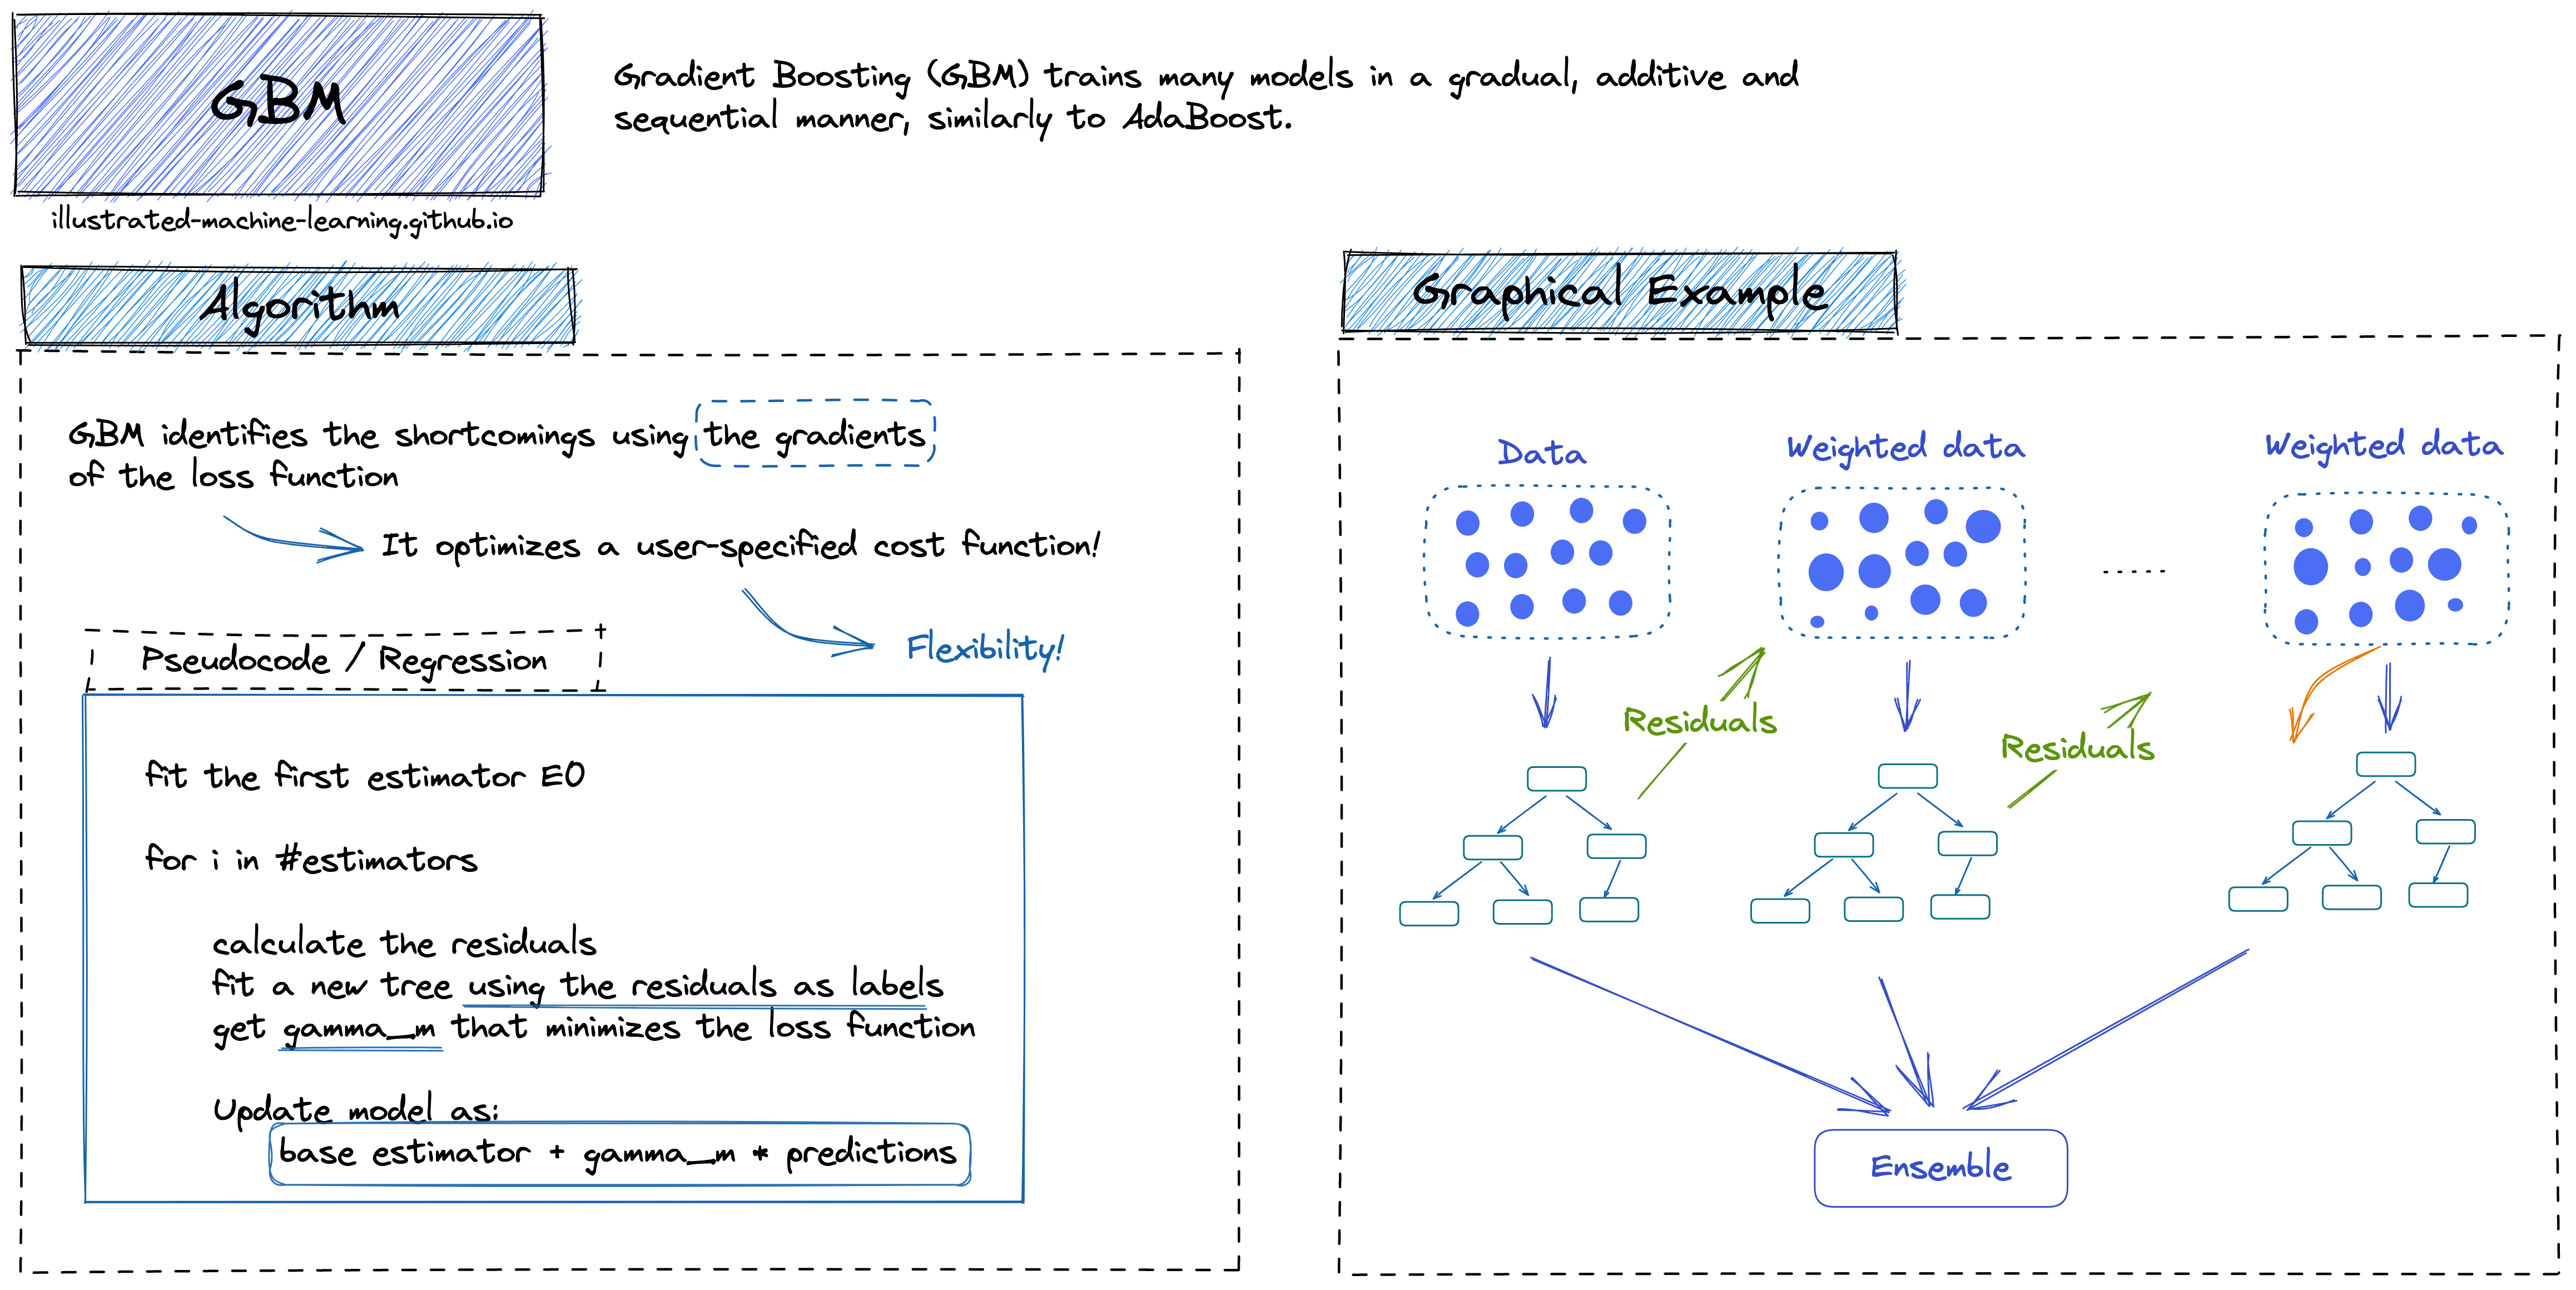 GBM
Gradient Boosting (GBM) trains many models in a gradual, additive and
sequential manner, similarly to AdaBoost.
illustrated-machine-learning.github.io
Algorithm
GBM identifies the shortcomings using the gradients
of the loss function
It optimizes a user-specified cost function!
Flexibility!
Pseudocode / Regression
fit the first estimator E0
for i in #estimators
calculate the residuals
fit a new tree using the residuals as labels
get gamma_m that minimizes the loss function
Update model as:
base estimator + gamma_m * predictions
Graphical Example
Data
Weighted data
Weighted data
......
Residuals
Residuals
Ensemble